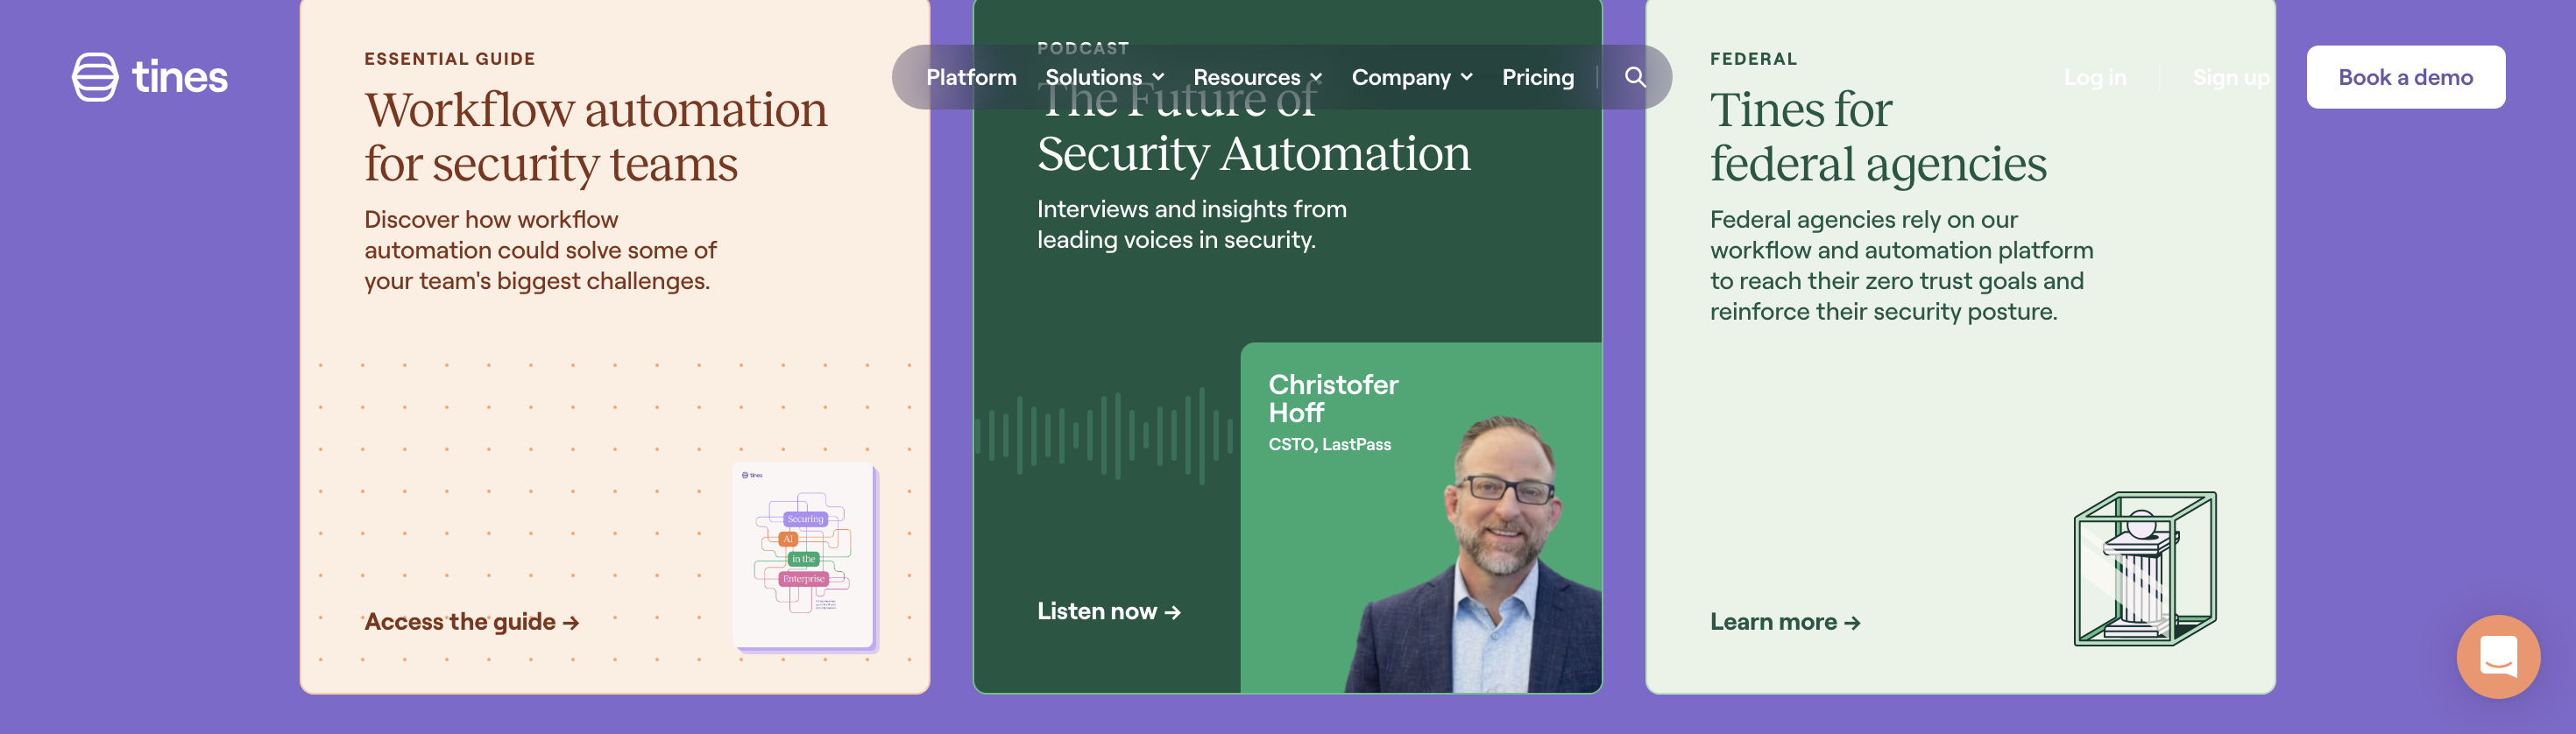 tines
Platform
Solutions
Resources
Company
Pricing
Log in
Sign up
Book a demo
ESSENTIAL GUIDE
Workflow automation
for security teams
Discover how workflow
automation could solve some of
your team's biggest challenges.
Access the guide →
tines
Securing
AI
in the
Enterprise
PODCAST
The Future of
Security Automation
Interviews and insights from
leading voices in security.
Listen now →
Christofer
Hoff
CSTO, LastPass
FEDERAL
Tines for
federal agencies
Federal agencies rely on our
workflow and automation platform
to reach their zero trust goals and
reinforce their security posture.
Learn more →